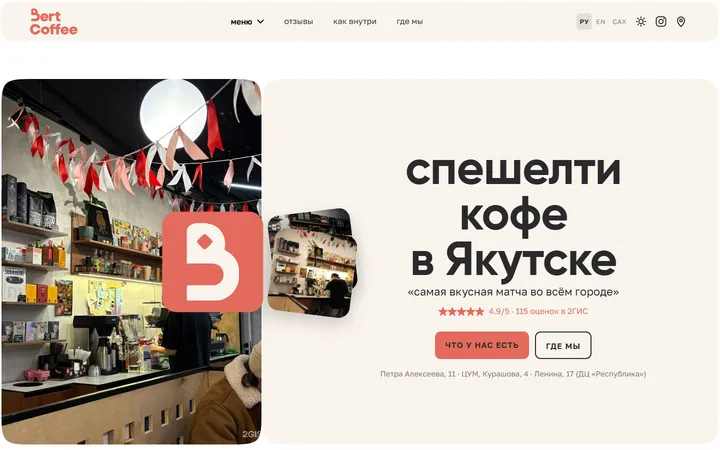 Bert
Coffee
меню
отзывы
как внутри
где мы
РУ EN САХ
B
2GIS
спешелти
кофе
в Якутске
«самая вкусная матча во всём городе»
4.9/5 · 115 оценок в 2ГИС
ЧТО У НАС ЕСТЬ
ГДЕ МЫ
Петра Алексеева, 11 · ЦУМ, Курашова, 4 · Ленина, 17 (ДЦ «Республика»)